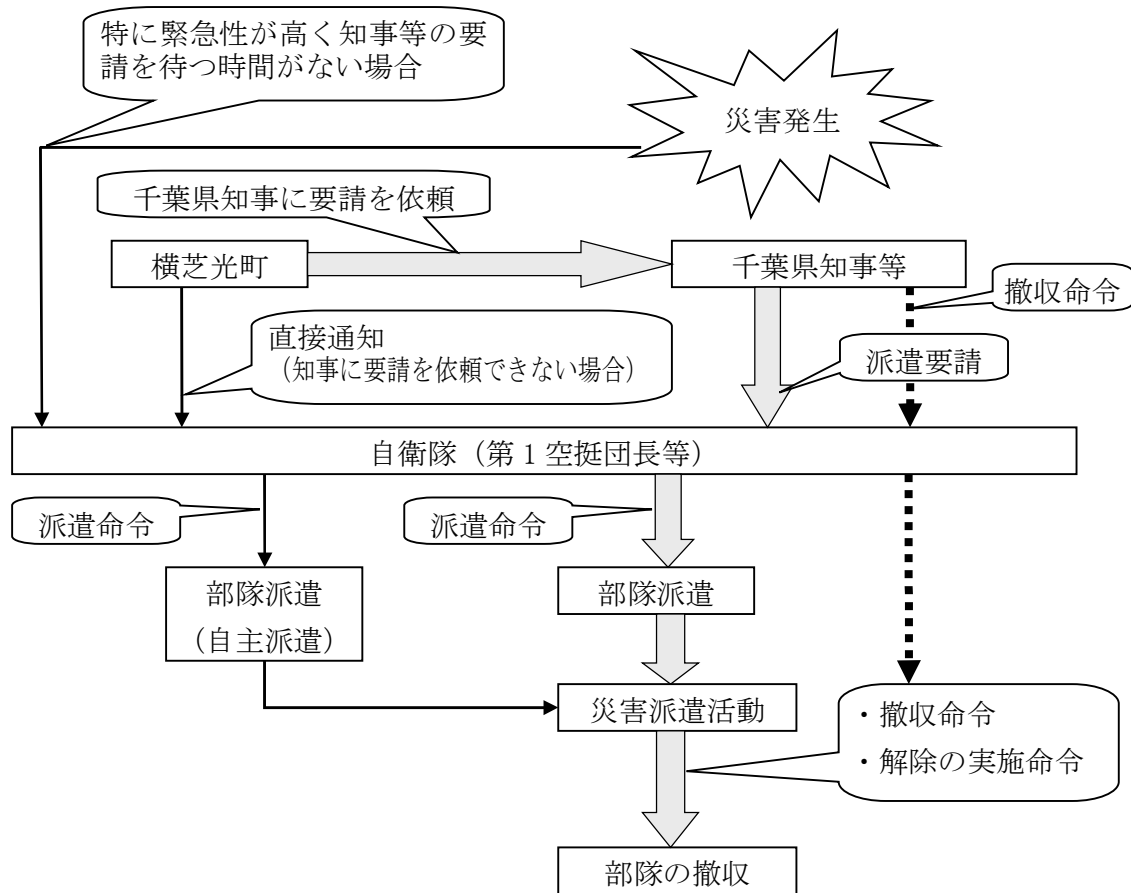 特に緊急性が高く知事等の要
請を待つ時間がない場合
災害発生
千葉県知事に要請を依頼
横芝光町
千葉県知事等
撤収命令
直接通知
（知事に要請を依頼できない場合）
派遣要請
自衛隊（第１空挺団長等）
派遣命令
派遣命令
部隊派遣
（自主派遣）
部隊派遣
災害派遣活動
・撤収命令
・解除の実施命令
部隊の撤収